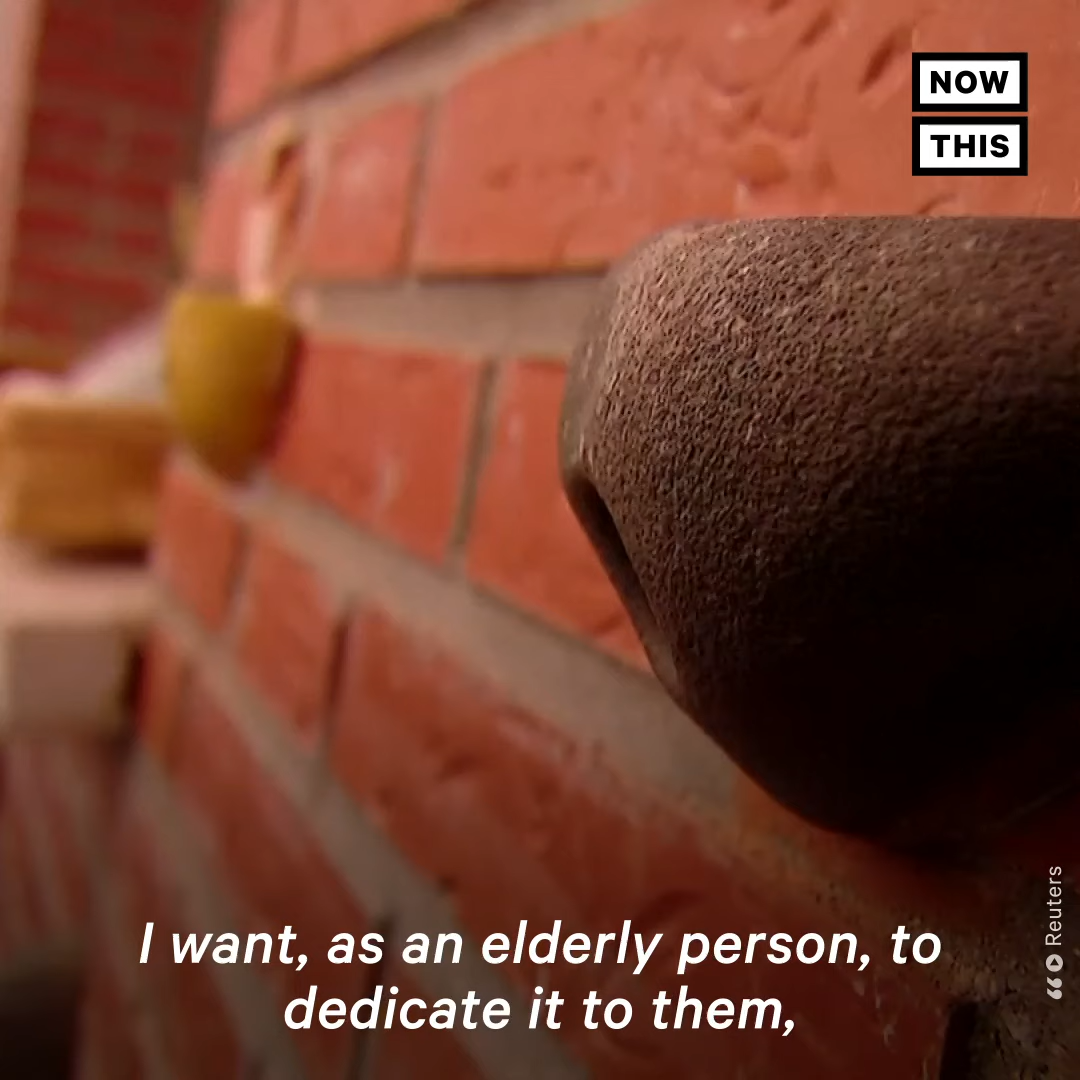 NOW
THIS
I want, as an elderly person, to
dedicate it to them,
Reuters